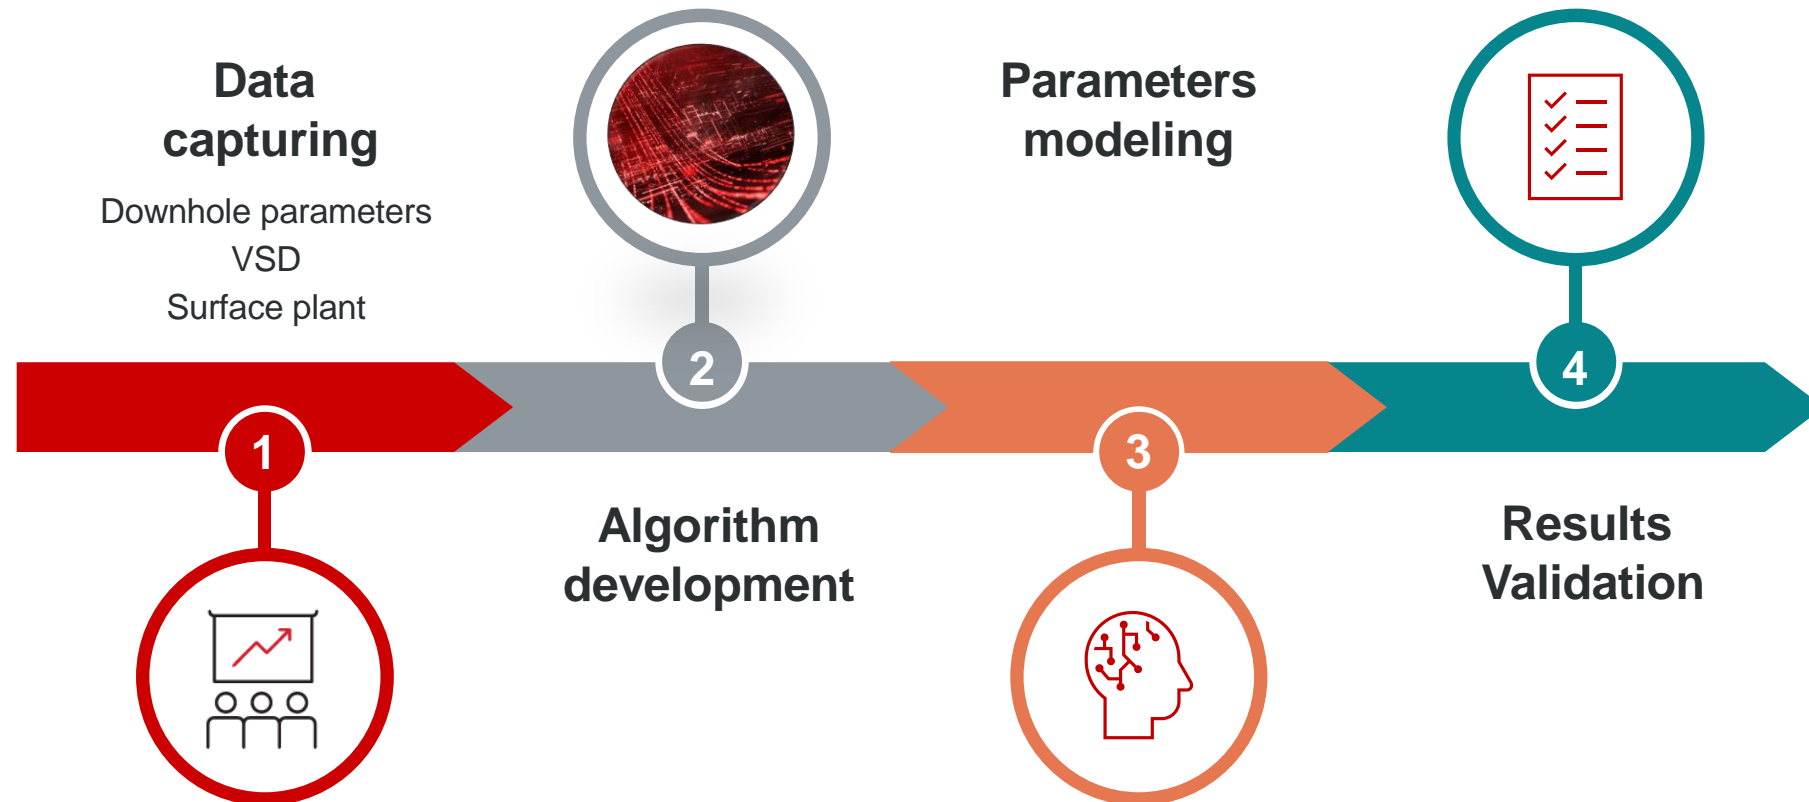 Data
capturing
Downhole parameters
VSD
Surface plant
1
2
Algorithm
development
Parameters
modeling
3
4
Results
Validation